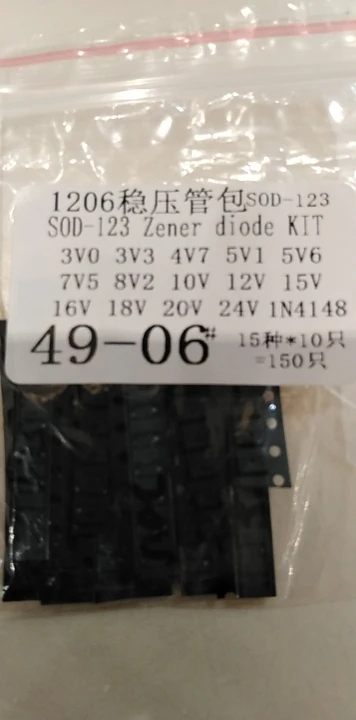 1206稳压管包SOD-123
SOD-123 Zener diode KIT
3V0 3V3 4V7 5V1 5V6
7V5 8V2 10V 12V 15V
16V 18V 20V 24V 1N4148
49-06# 15种*10只
=150只